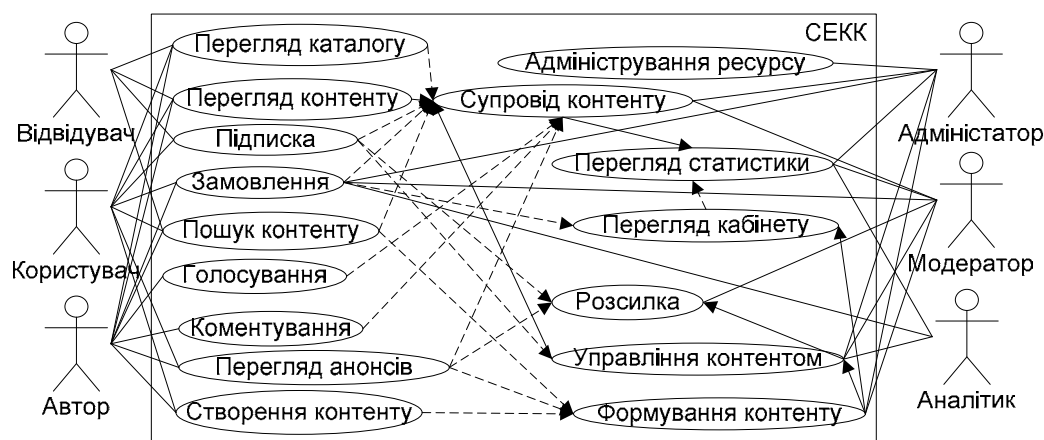 СЕКК
Перегляд каталогу
Адміністрування ресурсу
Перегляд контенту
Супровід контенту
Відвідувач
Адміністатор
Підписка
Перегляд статистики
Замовлення
Пошук контенту
Перегляд кабінету
Користувач
Модератор
Голосування
Розсилка
Коментування
Перегляд анонсів
Управління контентом
Автор
Аналітик
Створення контенту
Формування контенту